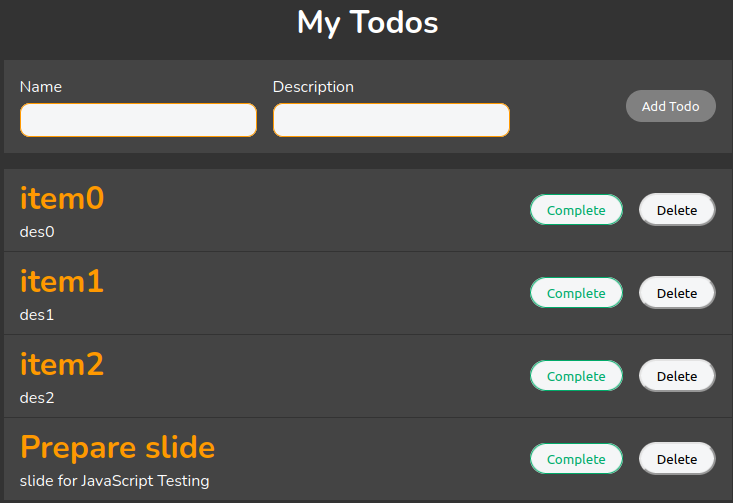 My Todos
Name Description
Add Todo
item0
des0
Complete Delete
item1
des1
Complete Delete
item2
des2
Complete Delete
Prepare slide
slide for JavaScript Testing
Complete Delete